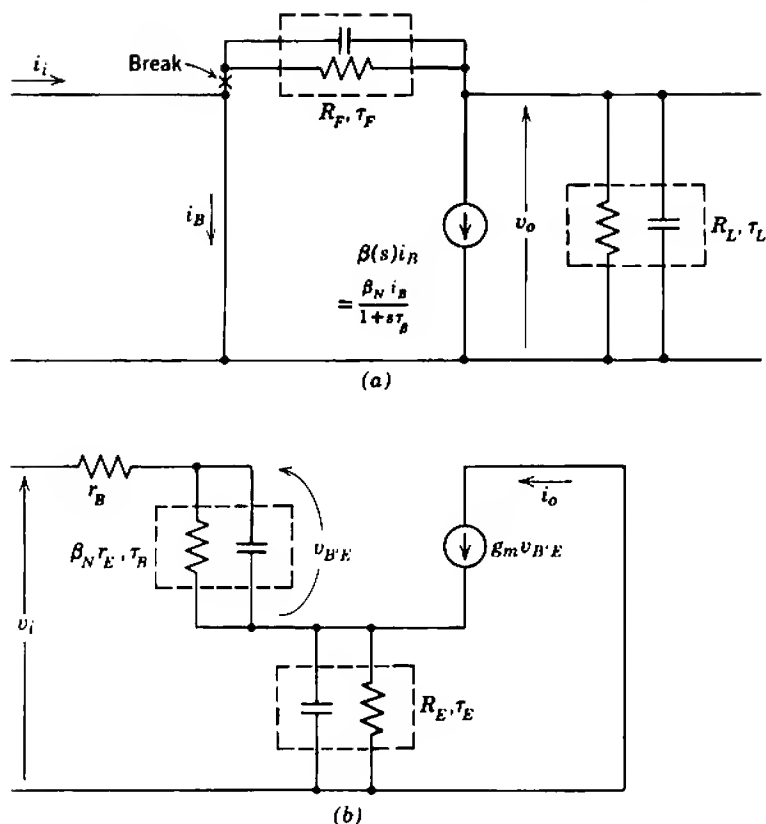 i_i
Break
R_F, τ_F
i_B
β(s)i_B
= β_N i_B / 1+sτ_β
v_o
R_L, τ_L
(a)
r_B
i_o
β_N r_E, τ_B
v_B'E
g_m v_B'E
v_i
R_E, τ_E
(b)